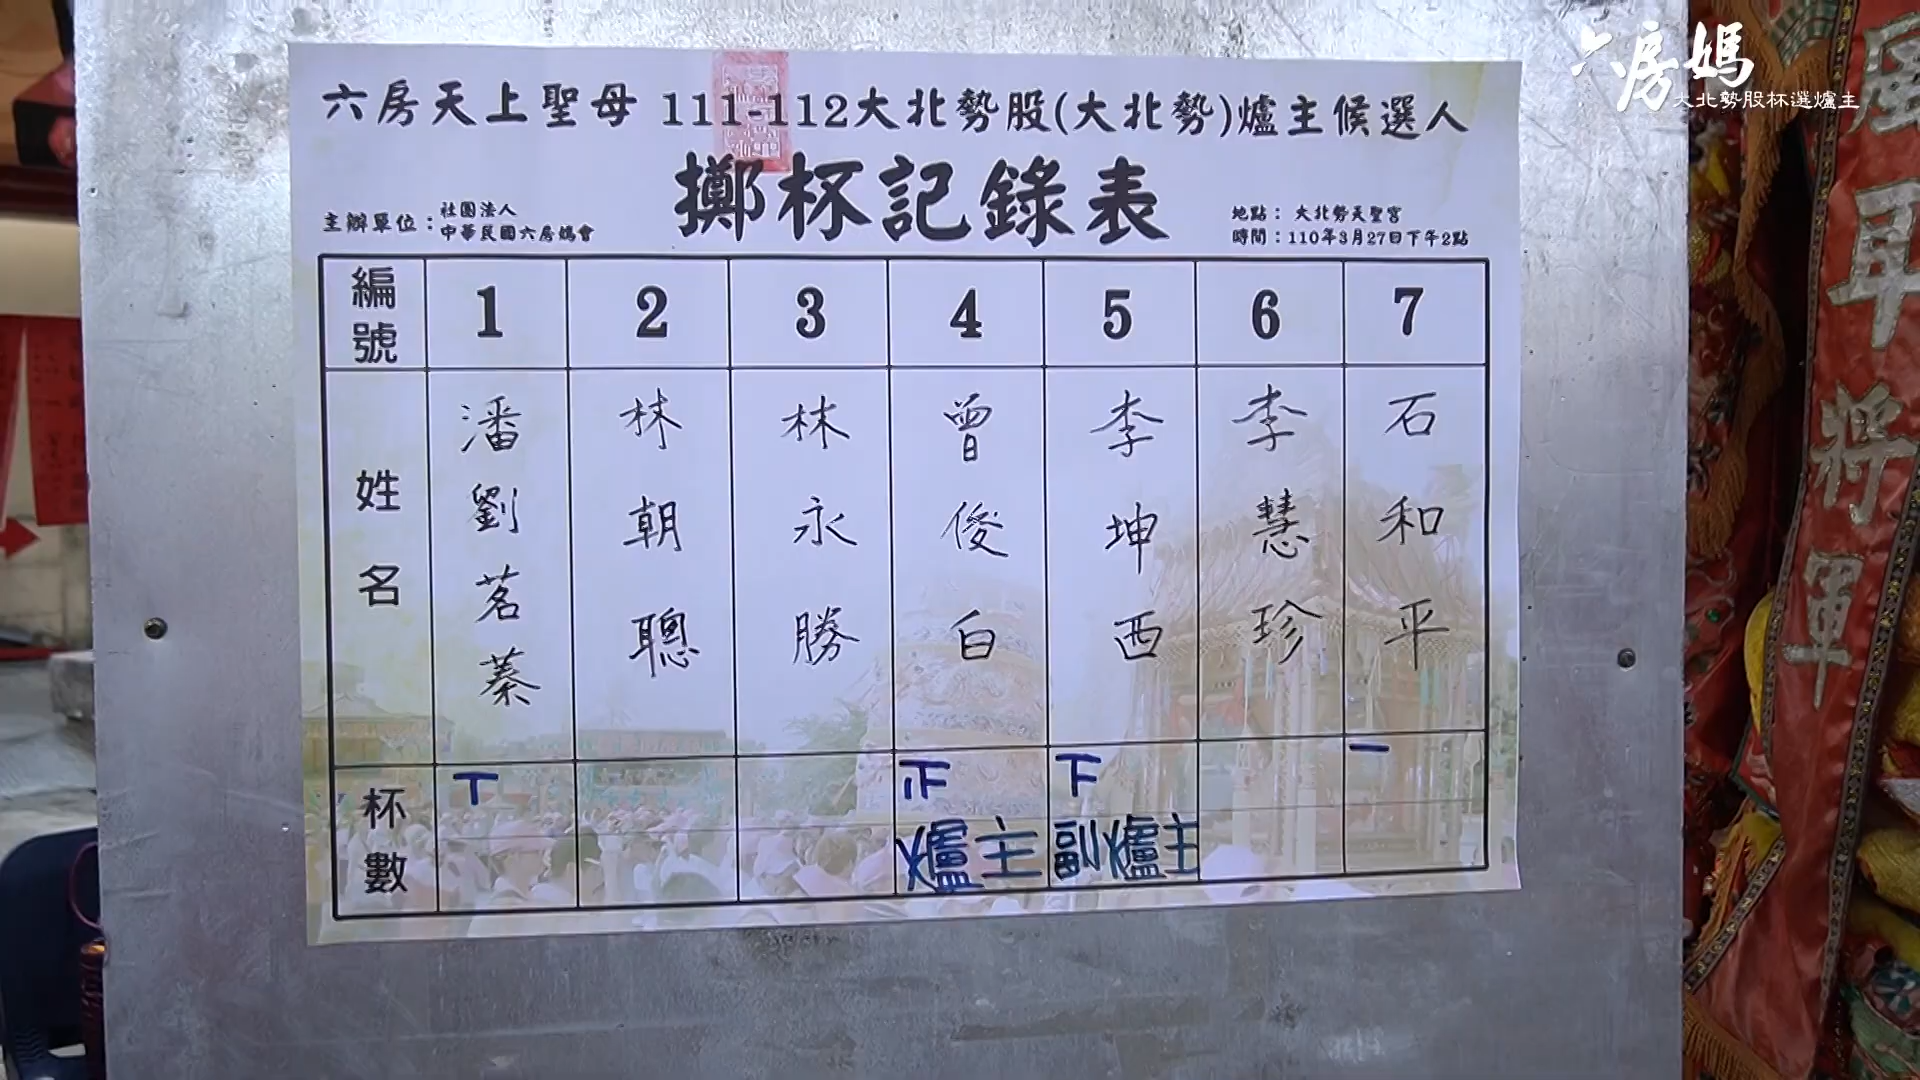 六房媽
大北勢股杯選爐主
六房天上聖母 111-112大北勢股(大北勢)爐主候選人
擲杯記錄表
主辦單位：社團法人
中華民國六房媽會
地點： 大北勢天聖宮
時間：110年3月27日下午2點
編號 1 2 3 4 5 6 7
姓名 潘劉茗蓁 林朝聰 林永勝 曾俊白 李坤西 李慧珍 石和平
杯數 丅 正 下 一
爐主 副爐主
將軍